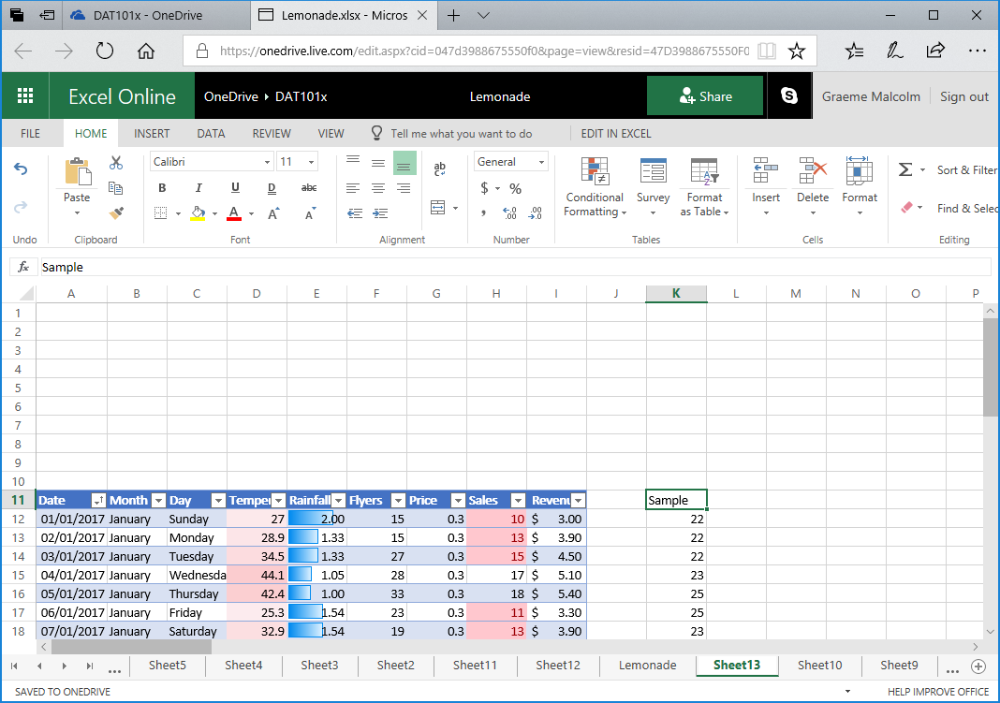 DAT101x - OneDrive
Lemonade.xlsx - Micros
https://onedrive.live.com/edit.aspx?cid=047d3988675550f0&page=view&resid=47D3988675550F0
Excel Online OneDrive DAT101x Lemonade Share Graeme Malcolm Sign out
FILE HOME INSERT DATA REVIEW VIEW Tell me what you want to do EDIT IN EXCEL
Calibri 11 General Sort & Filter
B I U D abc $ % 
Paste Conditional Formatting Survey Format as Table Insert Delete Format Find & Selec
Undo Clipboard Font Alignment Number Tables Cells Editing
fx Sample
A B C D E F G H I J K L M N O P
1
2
3
4
5
6
7
8
9
10
11 Date Month Day Temper Rainfall Flyers Price Sales Revenu Sample
12 01/01/2017 January Sunday 27 2.00 15 0.3 10 $ 3.00 22
13 02/01/2017 January Monday 28.9 1.33 15 0.3 13 $ 3.90 22
14 03/01/2017 January Tuesday 34.5 1.33 27 0.3 15 $ 4.50 22
15 04/01/2017 January Wednesda 44.1 1.05 28 0.3 17 $ 5.10 23
16 05/01/2017 January Thursday 42.4 1.00 33 0.3 18 $ 5.40 25
17 06/01/2017 January Friday 25.3 1.54 23 0.3 11 $ 3.30 25
18 07/01/2017 January Saturday 32.9 1.54 19 0.3 13 $ 3.90 23
... Sheet5 Sheet4 Sheet3 Sheet2 Sheet11 Sheet12 Lemonade Sheet13 Sheet10 Sheet9 ...
SAVED TO ONEDRIVE HELP IMPROVE OFFICE